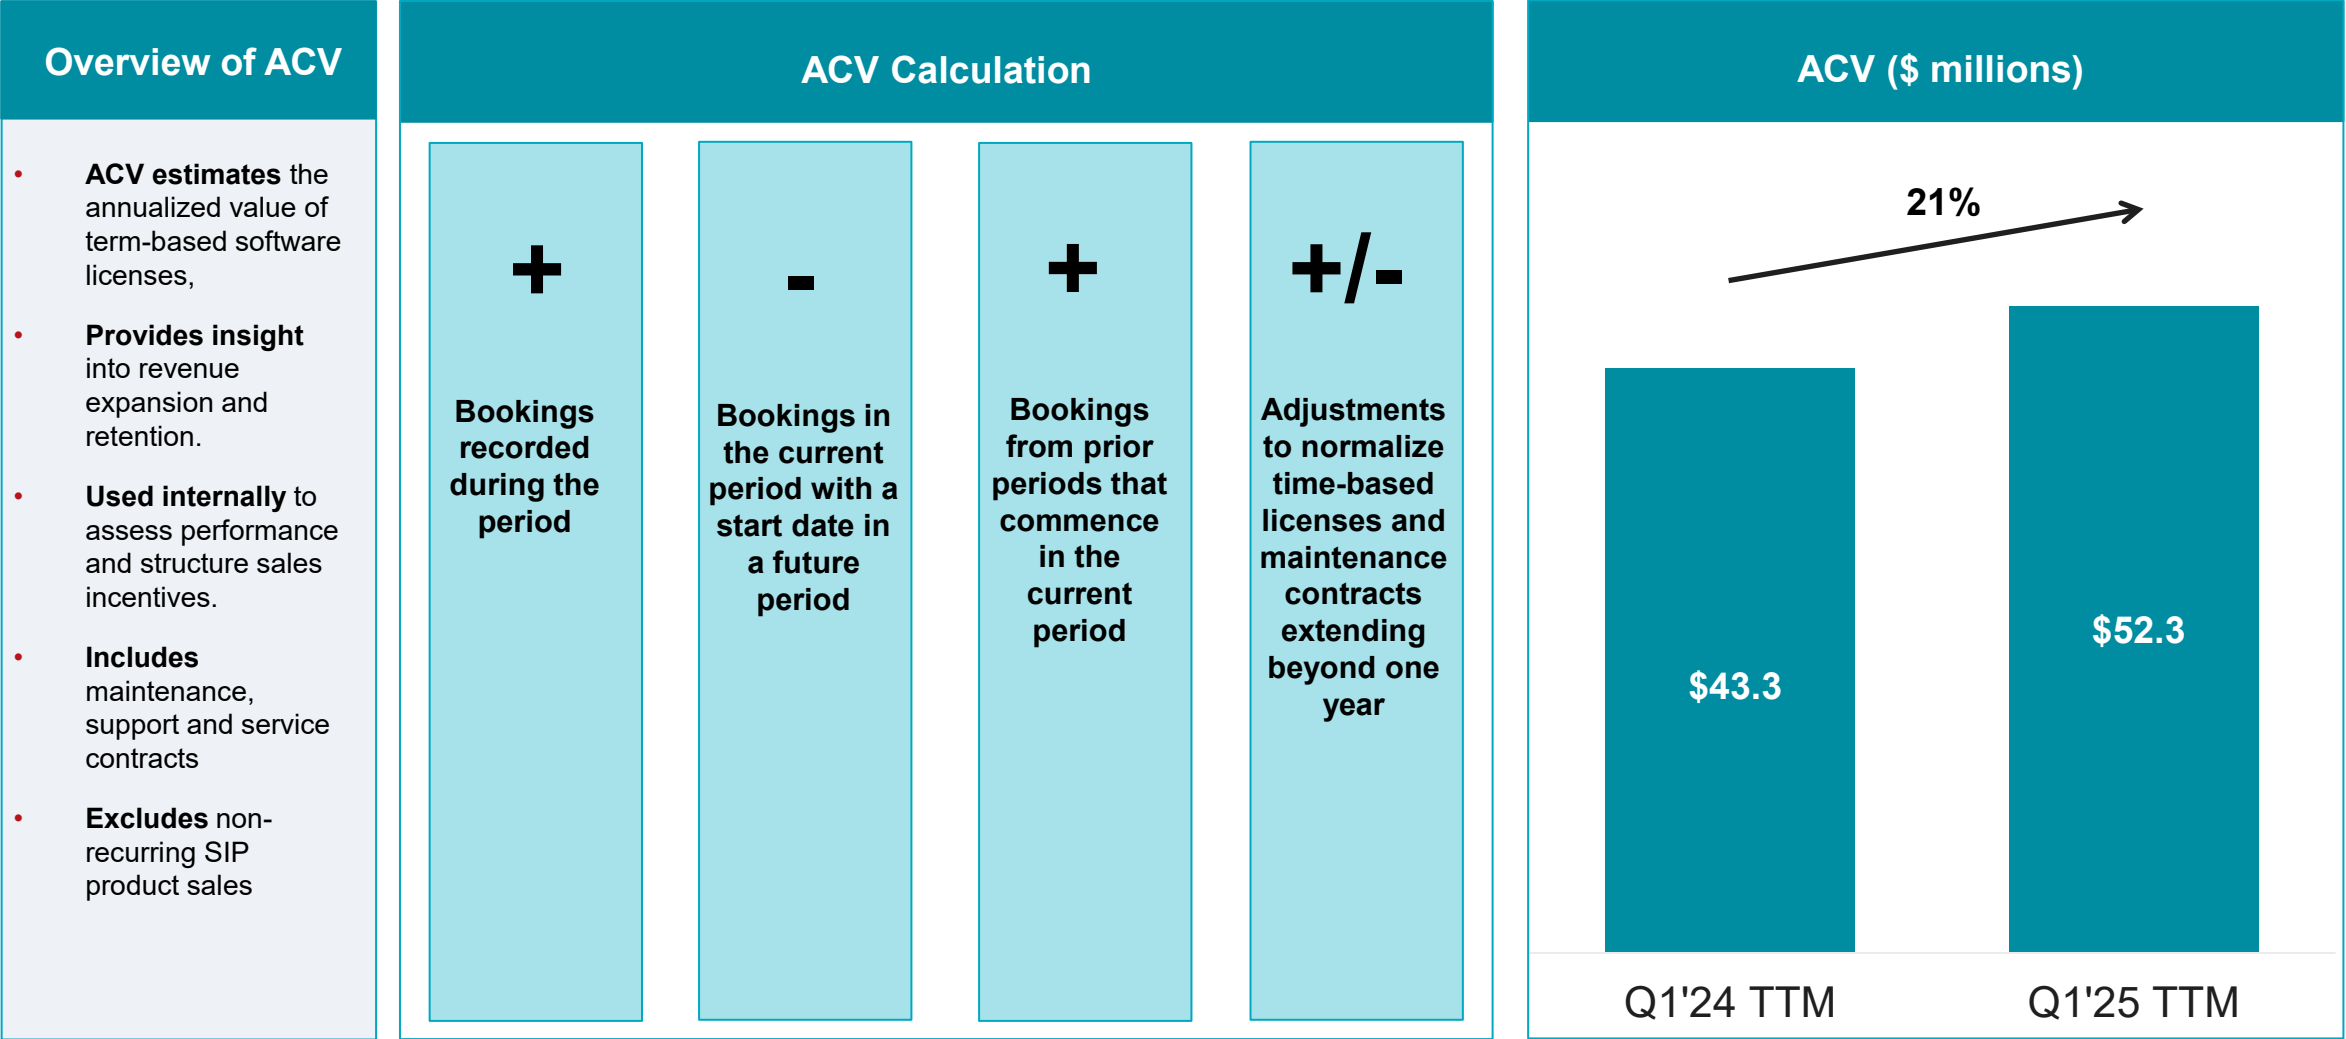 Overview of ACV
• ACV estimates the
annualized value of
term-based software
licenses,
• Provides insight
into revenue
expansion and
retention.
• Used internally to
assess performance
and structure sales
incentives.
• Includes
maintenance,
support and service
contracts
• Excludes non-
recurring SIP
product sales
ACV Calculation
+
Bookings
recorded
during the
period
-
Bookings in
the current
period with a
start date in
a future
period
+
Bookings
from prior
periods that
commence
in the
current
period
+/-
Adjustments
to normalize
time-based
licenses and
maintenance
contracts
extending
beyond one
year
ACV ($ millions)
21%
$43.3
$52.3
Q1'24 TTM
Q1'25 TTM